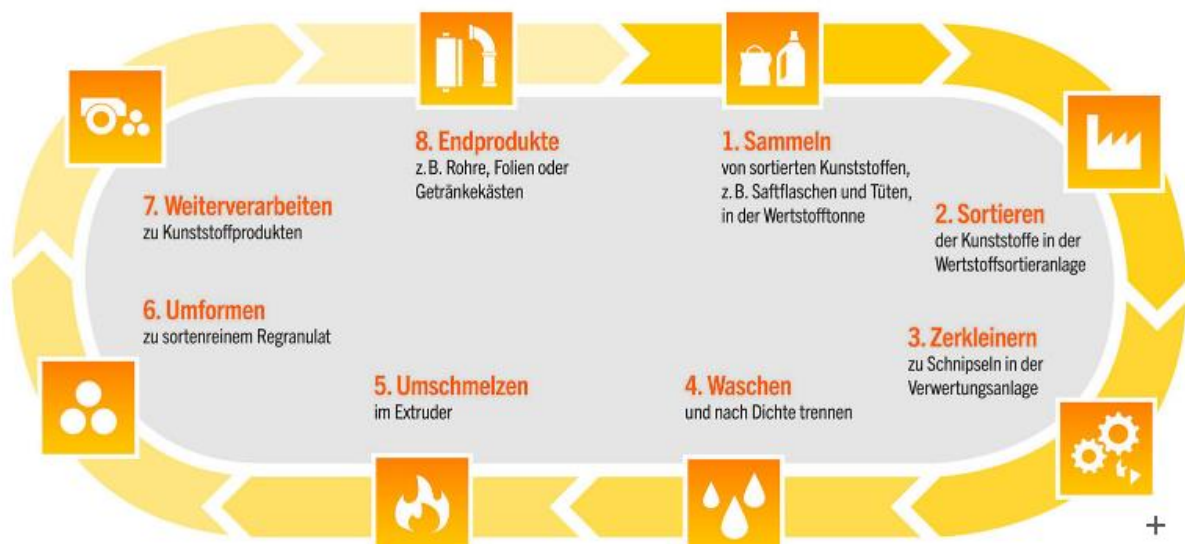 1. Sammeln
von sortierten Kunststoffen,
z. B. Saftflaschen und Tüten,
in der Wertstofftonne
2. Sortieren
der Kunststoffe in der
Wertstoffsortieranlage
3. Zerkleinern
zu Schnipseln in der
Verwertungsanlage
4. Waschen
und nach Dichte trennen
5. Umschmelzen
im Extruder
6. Umformen
zu sortenreinem Regranulat
7. Weiterverarbeiten
zu Kunststoffprodukten
8. Endprodukte
z. B. Rohre, Folien oder
Getränkekästen